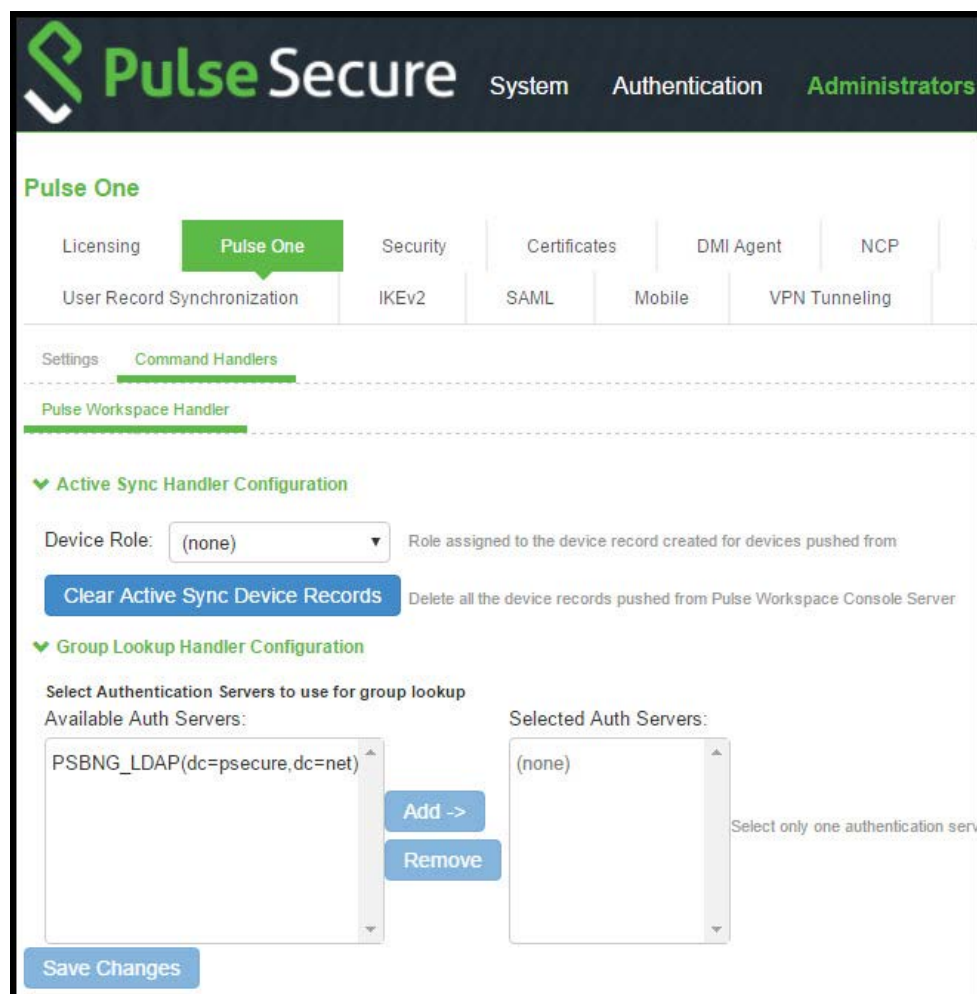 Pulse Secure System Authentication Administrators
Pulse One
Licensing Pulse One Security Certificates DMI Agent NCP
User Record Synchronization IKEv2 SAML Mobile VPN Tunneling
Settings Command Handlers
Pulse Workspace Handler
Active Sync Handler Configuration
Device Role: (none) Role assigned to the device record created for devices pushed from
Clear Active Sync Device Records Delete all the device records pushed from Pulse Workspace Console Server
Group Lookup Handler Configuration
Select Authentication Servers to use for group lookup
Available Auth Servers: Selected Auth Servers:
PSBNG_LDAP(dc=psecure,dc=net) (none)
Add ->
Select only one authentication serv
Remove
Save Changes